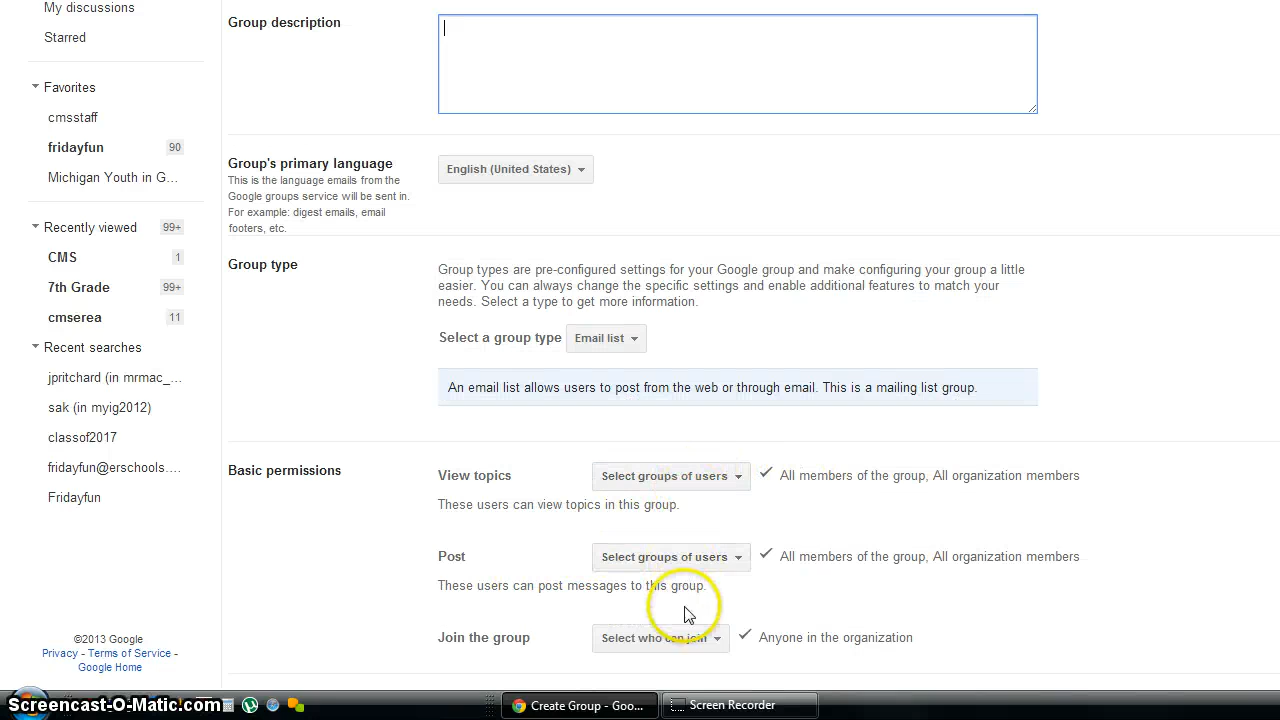 My discussions
Starred
Favorites
cmsstaff
fridayfun 90
Michigan Youth in G...
Recently viewed 99+
CMS 1
7th Grade 99+
cmserea 11
Recent searches
jpritchard (in mrmac_...
sak (in myig2012)
classof2017
fridayfun@erschools....
Fridayfun
©2013 Google
Privacy - Terms of Service -
Google Home
Group description
Group's primary language
This is the language emails from the
Google groups service will be sent in.
For example: digest emails, email
footers, etc.
English (United States)
Group type
Group types are pre-configured settings for your Google group and make configuring your group a little
easier. You can always change the specific settings and enable additional features to match your
needs. Select a type to get more information.
Select a group type Email list
An email list allows users to post from the web or through email. This is a mailing list group.
Basic permissions
View topics Select groups of users All members of the group, All organization members
These users can view topics in this group.
Post Select groups of users All members of the group, All organization members
These users can post messages to this group.
Join the group Select who can join Anyone in the organization
Screencast-O-Matic.com
Create Group - Goo...
Screen Recorder